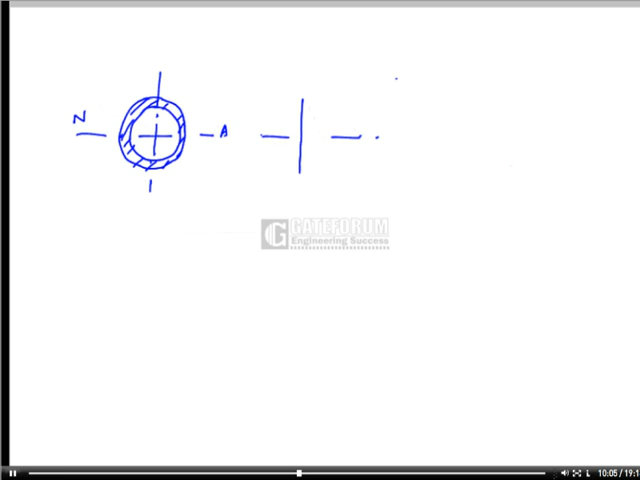 N
A
GATEFORUM
Engineering Success
10:05 / 19:1